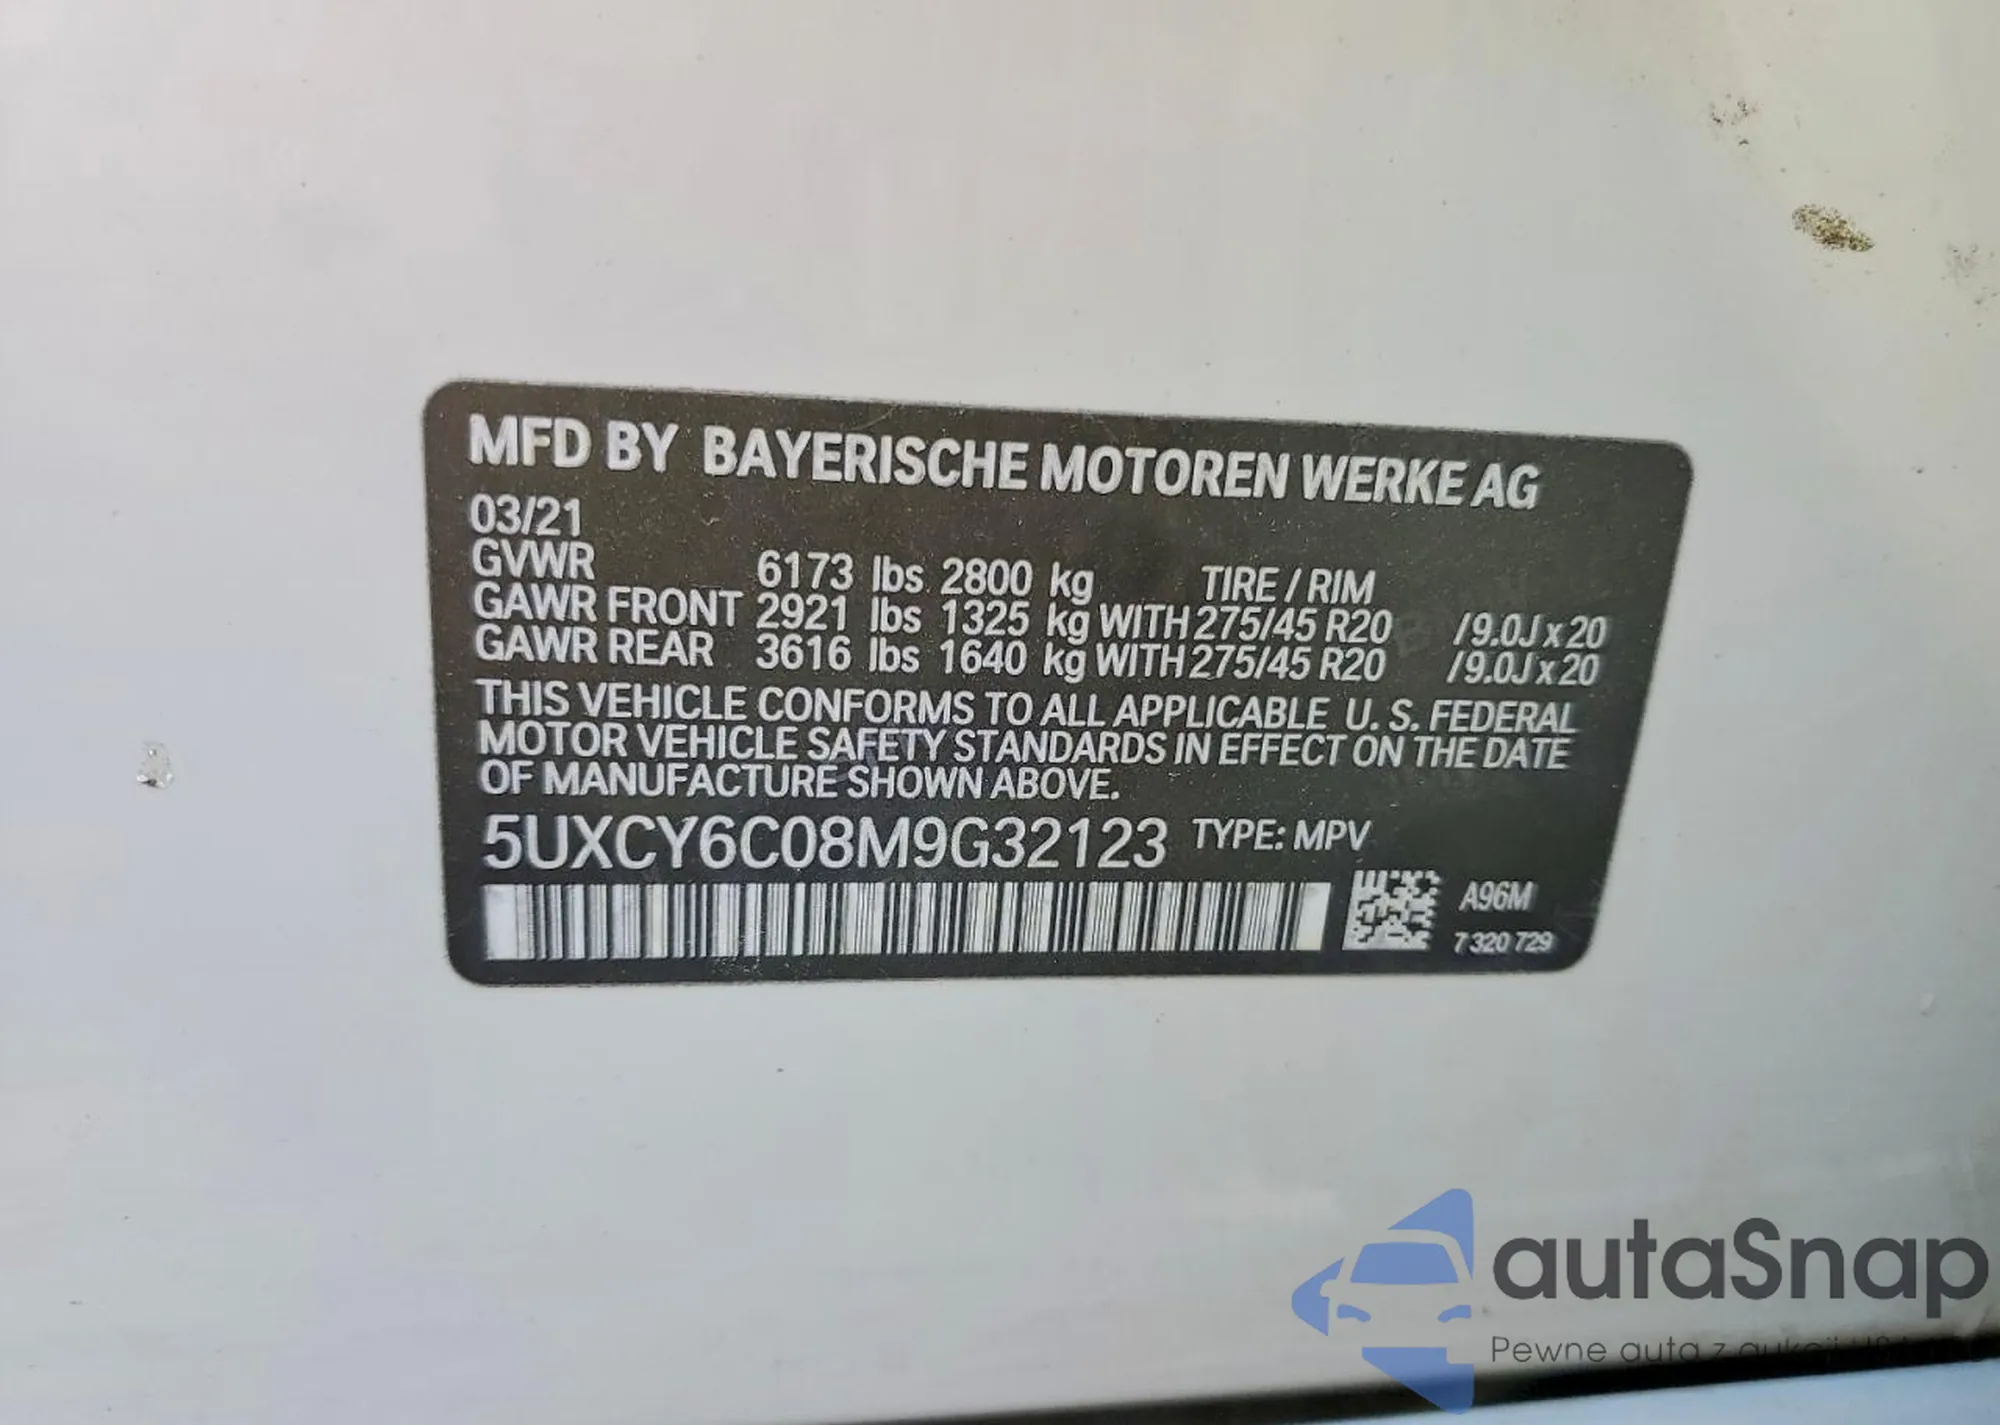 MFD BY BAYERISCHE MOTOREN WERKE AG
03/21
GVWR 6173 lbs 2800 kg TIRE / RIM
GAWR FRONT 2921 lbs 1325 kg WITH 275/45 R20 /9.0J x 20
GAWR REAR 3616 lbs 1640 kg WITH 275/45 R20 /9.0J x 20
THIS VEHICLE CONFORMS TO ALL APPLICABLE U. S. FEDERAL
MOTOR VEHICLE SAFETY STANDARDS IN EFFECT ON THE DATE
OF MANUFACTURE SHOWN ABOVE.
5UXCY6C08M9G32123 TYPE: MPV
A96M
7 320 729
autaSnap
Pewne auta z aukcji